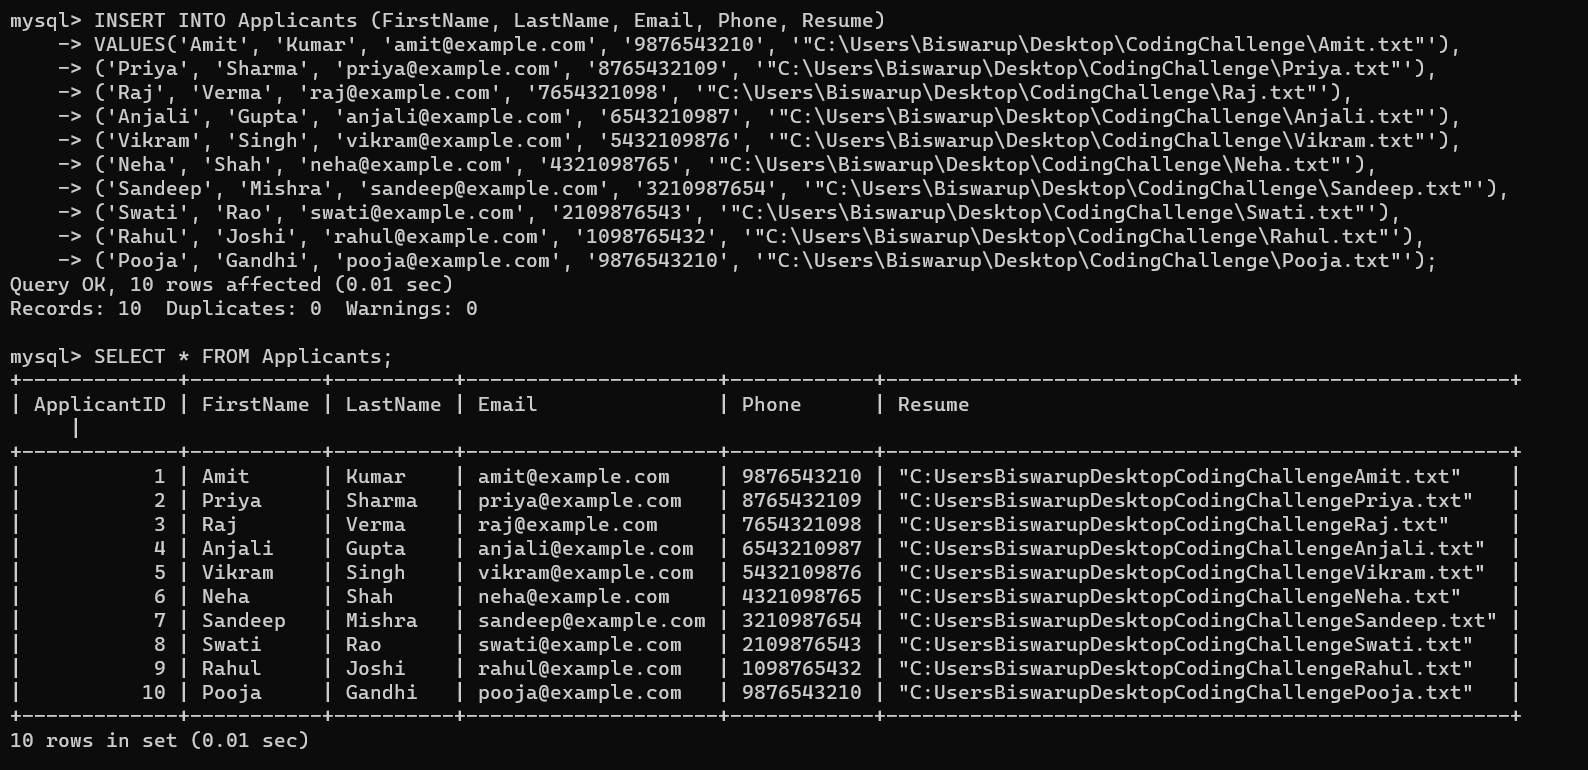 mysql> INSERT INTO Applicants (FirstName, LastName, Email, Phone, Resume)
    -> VALUES('Amit', 'Kumar', 'amit@example.com', '9876543210', '"C:\Users\Biswarup\Desktop\CodingChallenge\Amit.txt"'),
    -> ('Priya', 'Sharma', 'priya@example.com', '8765432109', '"C:\Users\Biswarup\Desktop\CodingChallenge\Priya.txt"'),
    -> ('Raj', 'Verma', 'raj@example.com', '7654321098', '"C:\Users\Biswarup\Desktop\CodingChallenge\Raj.txt"'),
    -> ('Anjali', 'Gupta', 'anjali@example.com', '6543210987', '"C:\Users\Biswarup\Desktop\CodingChallenge\Anjali.txt"'),
    -> ('Vikram', 'Singh', 'vikram@example.com', '5432109876', '"C:\Users\Biswarup\Desktop\CodingChallenge\Vikram.txt"'),
    -> ('Neha', 'Shah', 'neha@example.com', '4321098765', '"C:\Users\Biswarup\Desktop\CodingChallenge\Neha.txt"'),
    -> ('Sandeep', 'Mishra', 'sandeep@example.com', '3210987654', '"C:\Users\Biswarup\Desktop\CodingChallenge\Sandeep.txt"'),
    -> ('Swati', 'Rao', 'swati@example.com', '2109876543', '"C:\Users\Biswarup\Desktop\CodingChallenge\Swati.txt"'),
    -> ('Rahul', 'Joshi', 'rahul@example.com', '1098765432', '"C:\Users\Biswarup\Desktop\CodingChallenge\Rahul.txt"'),
    -> ('Pooja', 'Gandhi', 'pooja@example.com', '9876543210', '"C:\Users\Biswarup\Desktop\CodingChallenge\Pooja.txt"');
Query OK, 10 rows affected (0.01 sec)
Records: 10  Duplicates: 0  Warnings: 0

mysql> SELECT * FROM Applicants;
+-------------+-----------+----------+---------------------+------------+----------------------------------------------------+
| ApplicantID | FirstName | LastName | Email               | Phone      | Resume
     |
+-------------+-----------+----------+---------------------+------------+----------------------------------------------------+
|           1 | Amit      | Kumar    | amit@example.com    | 9876543210 | "C:UsersBiswarupDesktopCodingChallengeAmit.txt"    |
|           2 | Priya     | Sharma   | priya@example.com   | 8765432109 | "C:UsersBiswarupDesktopCodingChallengePriya.txt"   |
|           3 | Raj       | Verma    | raj@example.com     | 7654321098 | "C:UsersBiswarupDesktopCodingChallengeRaj.txt"     |
|           4 | Anjali    | Gupta    | anjali@example.com  | 6543210987 | "C:UsersBiswarupDesktopCodingChallengeAnjali.txt"  |
|           5 | Vikram    | Singh    | vikram@example.com  | 5432109876 | "C:UsersBiswarupDesktopCodingChallengeVikram.txt"  |
|           6 | Neha      | Shah     | neha@example.com    | 4321098765 | "C:UsersBiswarupDesktopCodingChallengeNeha.txt"    |
|           7 | Sandeep   | Mishra   | sandeep@example.com | 3210987654 | "C:UsersBiswarupDesktopCodingChallengeSandeep.txt" |
|           8 | Swati     | Rao      | swati@example.com   | 2109876543 | "C:UsersBiswarupDesktopCodingChallengeSwati.txt"   |
|           9 | Rahul     | Joshi    | rahul@example.com   | 1098765432 | "C:UsersBiswarupDesktopCodingChallengeRahul.txt"   |
|          10 | Pooja     | Gandhi   | pooja@example.com   | 9876543210 | "C:UsersBiswarupDesktopCodingChallengePooja.txt"   |
+-------------+-----------+----------+---------------------+------------+----------------------------------------------------+
10 rows in set (0.01 sec)